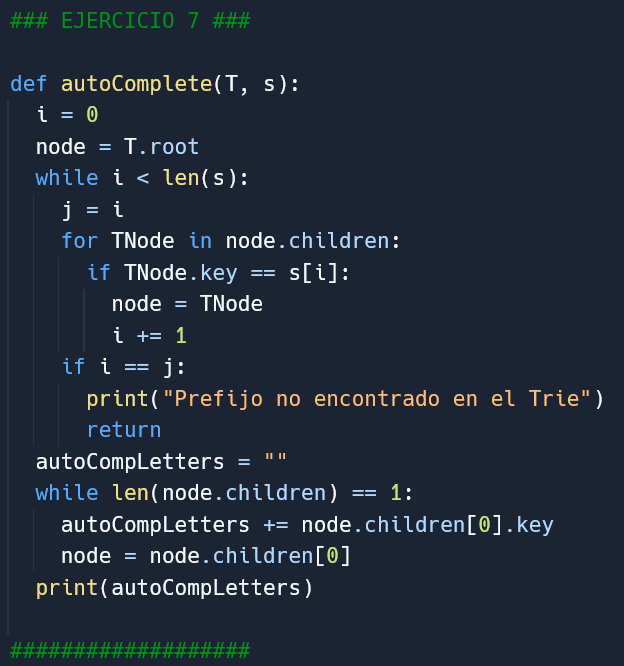 ### EJERCICIO 7 ###
def autoComplete(T, s):
  i = 0
  node = T.root
  while i < len(s):
    j = i
    for TNode in node.children:
      if TNode.key == s[i]:
        node = TNode
        i += 1
    if i == j:
      print("Prefijo no encontrado en el Trie")
      return
  autoCompLetters = ""
  while len(node.children) == 1:
    autoCompLetters += node.children[0].key
    node = node.children[0]
  print(autoCompLetters)
###################